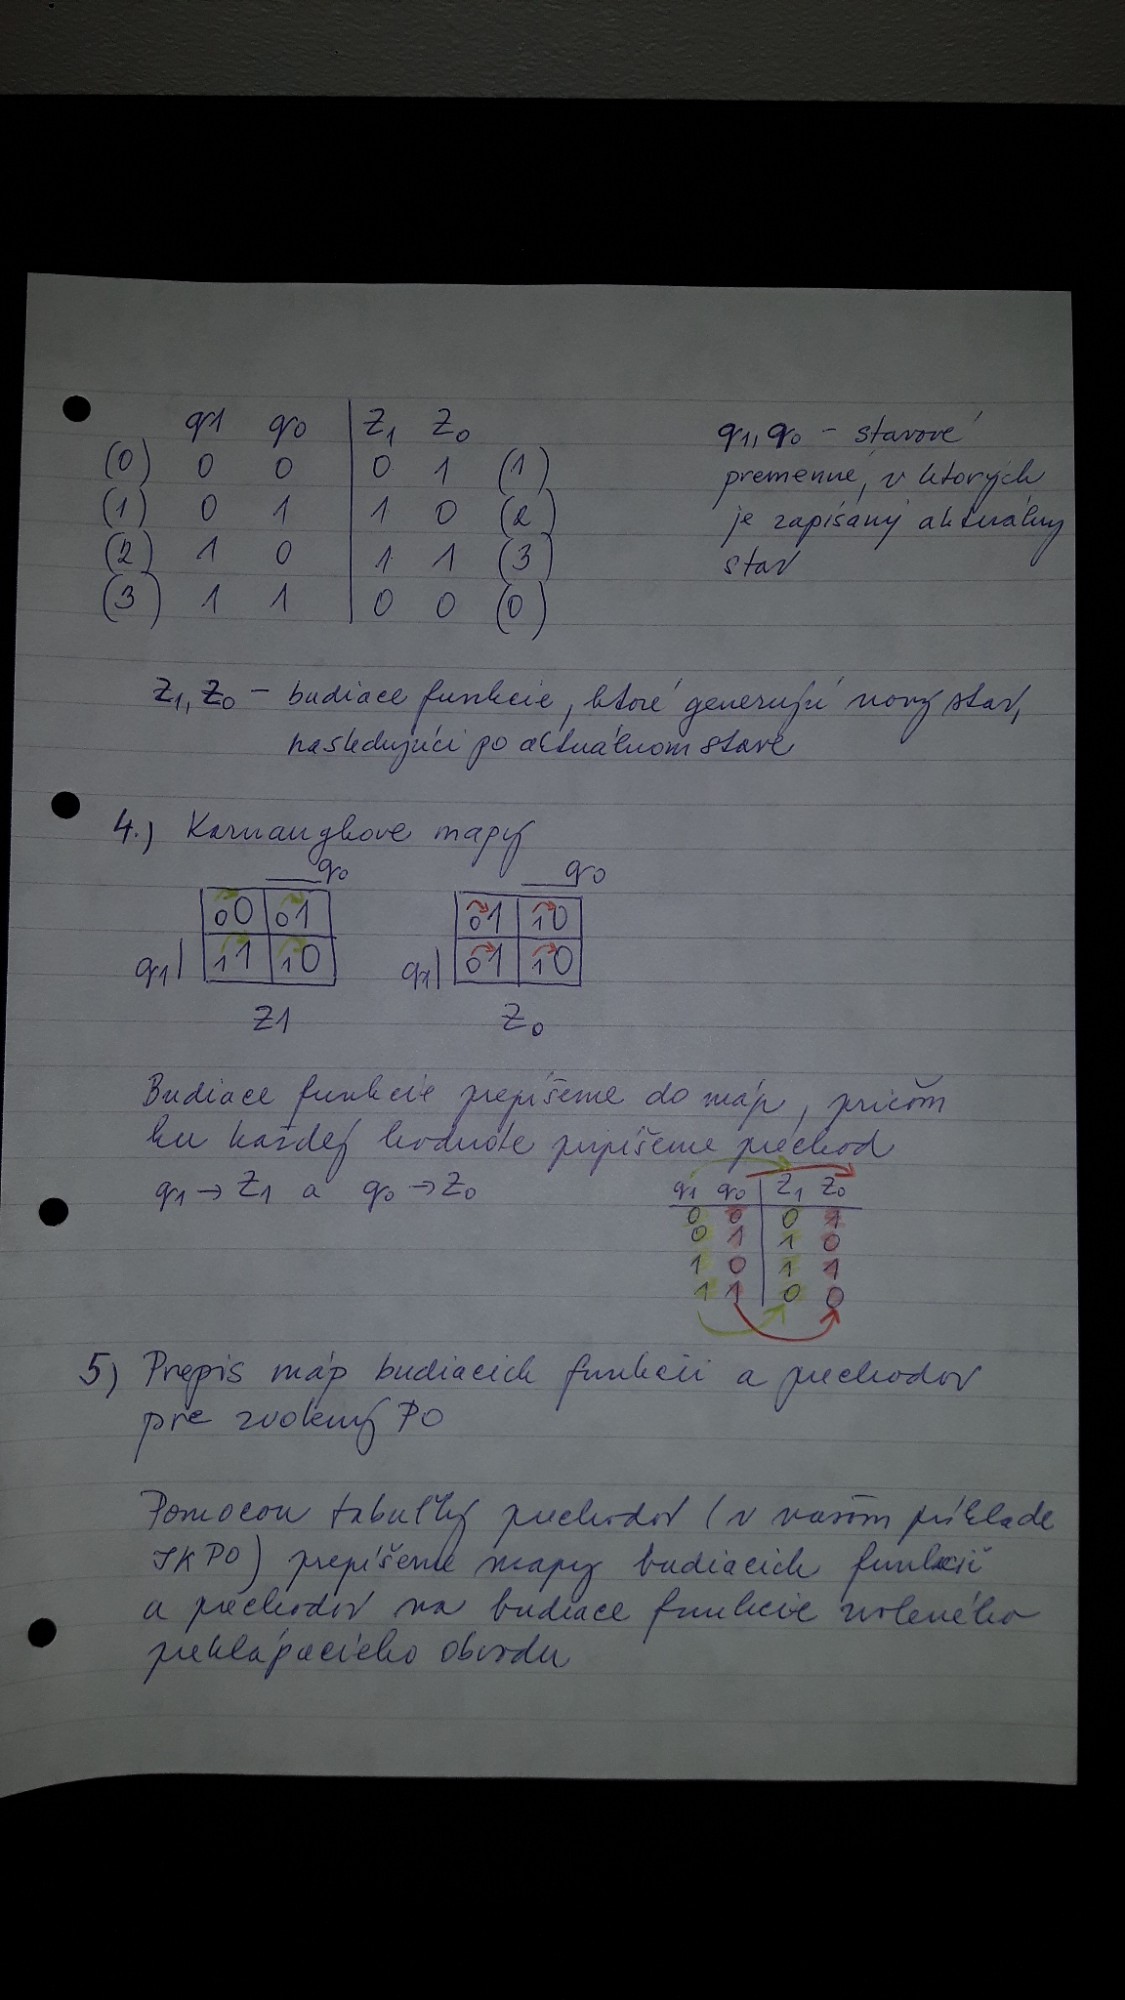 q1 q0 | Z1 Z0
(0) 0 0 | 0 1 (1)
(1) 0 1 | 1 0 (2)
(2) 1 0 | 1 1 (3)
(3) 1 1 | 0 0 (0)
q1, q0 - stavové
premenné, v ktorých
je zapísaný aktuálny
stav
Z1, Z0 - budiace funkcie, ktoré generujú nový stav,
nasledujúci po aktuálnom stave
4.) Karnaughove mapy
q0
00 01
q1 11 10
Z1
q0
01 10
q1 01 10
Z0
Budiace funkcie prepíšeme do máp, pričom
ku každej hodnote pripíšeme prechod
q1 → Z1 a q0 → Z0
q1 q0 | Z1 Z0
0 0 | 0 1
0 1 | 1 0
1 0 | 1 1
1 1 | 0 0
5) Prepis máp budiacich funkcií a prechodov
pre zvolený PO
Pomocou tabuľky prechodov (v našom príklade
JK PO) prepíšeme mapy budiacich funkcií
a prechodov na budiace funkcie zvoleného
preklápacieho obvodu